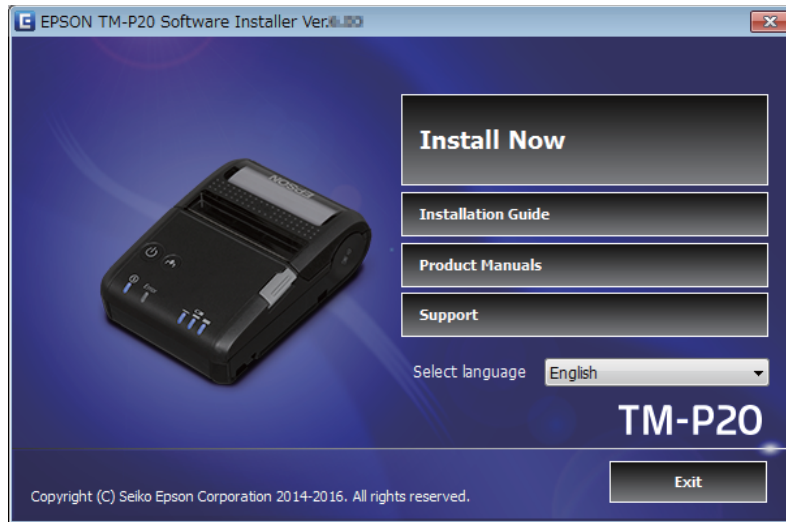 EPSON TM-P20 Software Installer Ver.
Install Now
Installation Guide
Product Manuals
Support
Select language English
TM-P20
Exit
Copyright (C) Seiko Epson Corporation 2014-2016. All rights reserved.
EPSON
Error